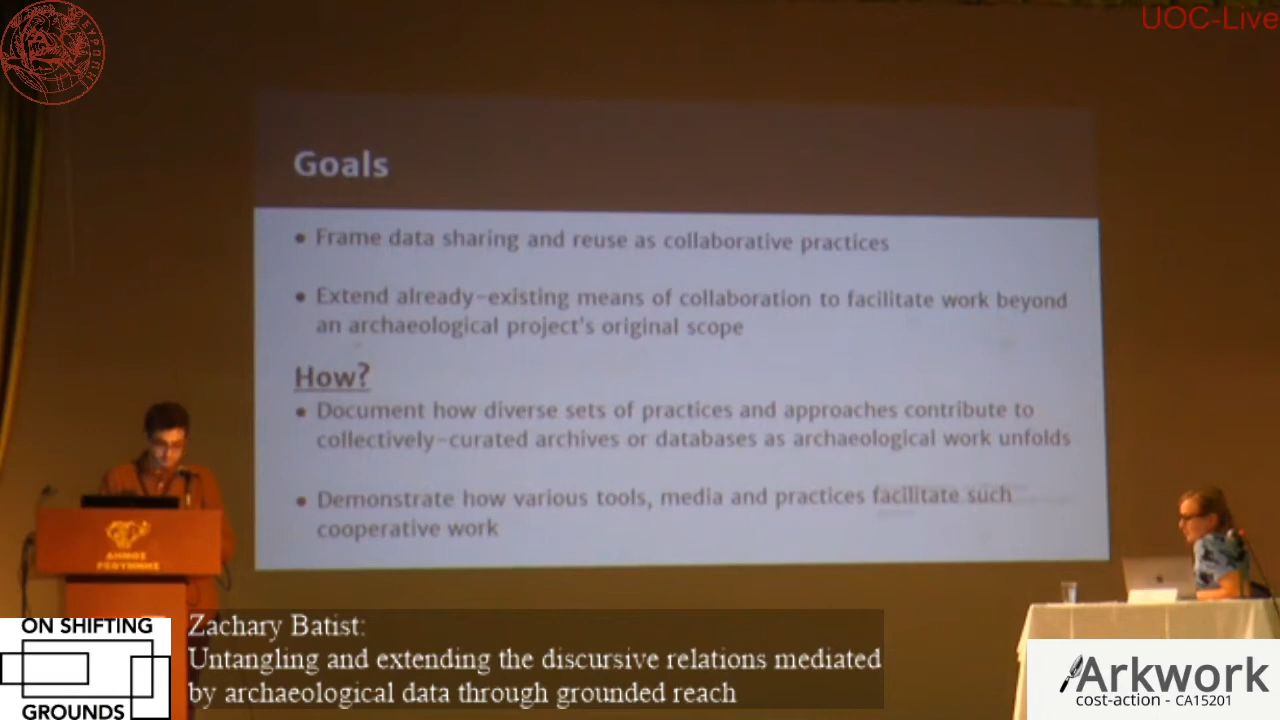 UOC-Live
Goals
• Frame data sharing and reuse as collaborative practices
• Extend already-existing means of collaboration to facilitate work beyond
an archaeological project's original scope
How?
• Document how diverse sets of practices and approaches contribute to
collectively-curated archives or databases as archaeological work unfolds
• Demonstrate how various tools, media and practices facilitate such
cooperative work
ΔΗΜΟΣ
ΡΕΘΥΜΝΗΣ
ON SHIFTING
GROUNDS
Zachary Batist:
Untangling and extending the discursive relations mediated
by archaeological data through grounded reach
Arkwork
cost-action - CA15201